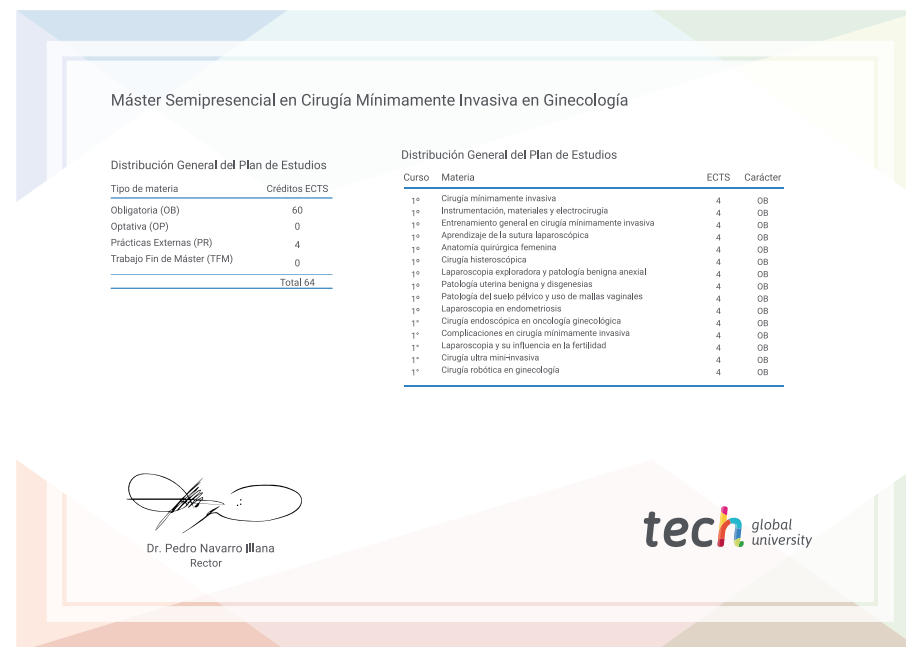 Máster Semipresencial en Cirugía Mínimamente Invasiva en Ginecología
Distribución General del Plan de Estudios
Tipo de materia Créditos ECTS
Obligatoria (OB) 60
Optativa (OP) 0
Prácticas Externas (PR) 4
Trabajo Fin de Máster (TFM) 0
Total 64
Distribución General del Plan de Estudios
Curso Materia ECTS Carácter
1º Cirugía mínimamente invasiva 4 OB
1º Instrumentación, materiales y electrocirugía 4 OB
1º Entrenamiento general en cirugía mínimamente invasiva 4 OB
1º Aprendizaje de la sutura laparoscópica 4 OB
1º Anatomía quirúrgica femenina 4 OB
1º Cirugía histeroscópica 4 OB
1º Laparoscopia exploradora y patología benigna anexial 4 OB
1º Patología uterina benigna y disgenesias 4 OB
1º Patología del suelo pélvico y uso de mallas vaginales 4 OB
1º Laparoscopia en endometriosis 4 OB
1° Cirugía endoscópica en oncología ginecológica 4 OB
1° Complicaciones en cirugía mínimamente invasiva 4 OB
1° Laparoscopia y su influencia en la fertilidad 4 OB
1° Cirugía ultra mini-invasiva 4 OB
1° Cirugía robótica en ginecología 4 OB
Dr. Pedro Navarro Illana
Rector
tech global
university